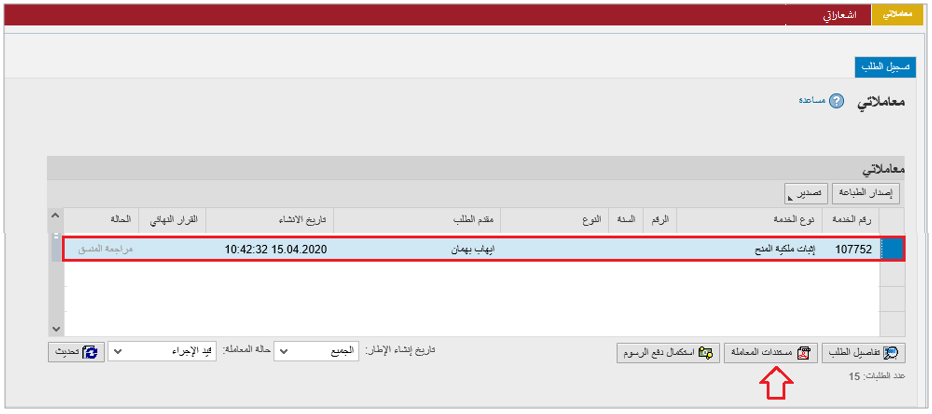 معاملاتي اشعاراتي
تسجيل الطلب
معاملاتي مساعدة
معاملاتي
إصدار الطباعة تصدير
رقم الخدمة نوع الخدمة الرقم السنة النوع مقدم الطلب تاريخ الانشاء القرار النهائي الحالة
107752 إثبات ملكية المنح ايهاب بهمان 15.04.2020 10:42:32 مراجعة المنسق
تفاصيل الطلب مستندات المعاملة استكمال دفع الرسوم تاريخ إنشاء الإطار: الجميع حالة المعاملة: قيد الإجراء تحديث
عدد الطلبات: 15